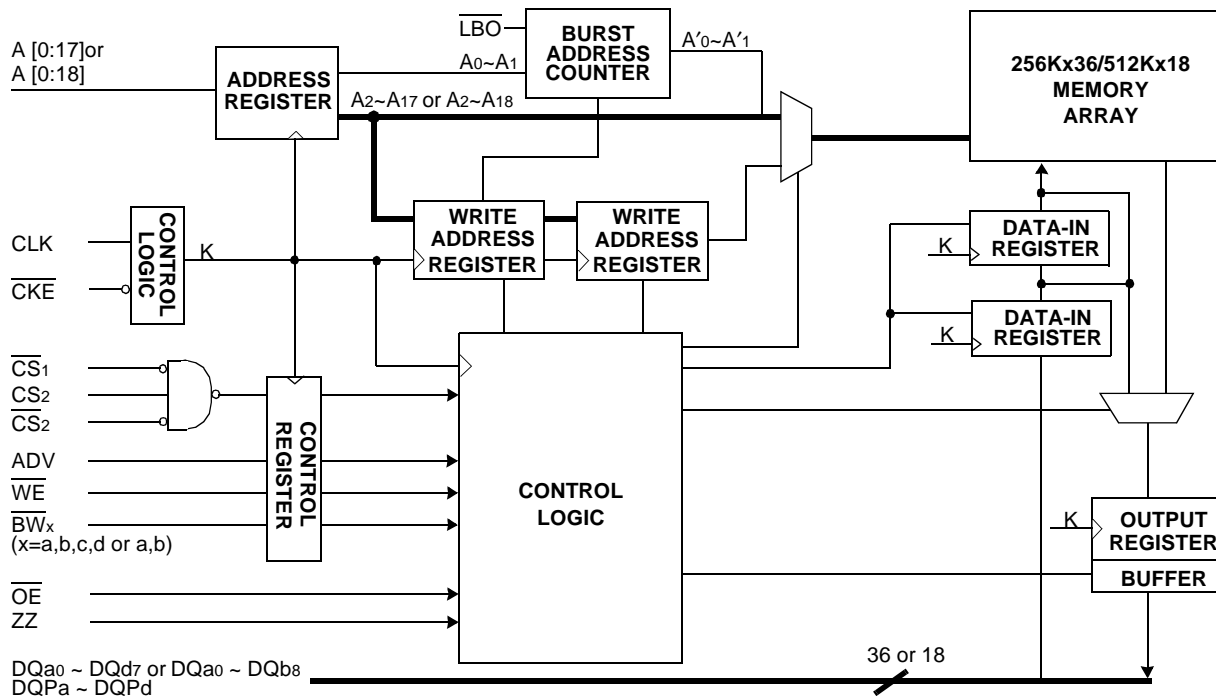 A [0:17]or
A [0:18]
ADDRESS
REGISTER
LBO
A0~A1
BURST
ADDRESS
COUNTER
A′0~A′1
A2~A17 or A2~A18
256Kx36/512Kx18
MEMORY
ARRAY
CLK
CKE
CONTROL
LOGIC
K
WRITE
ADDRESS
REGISTER
WRITE
ADDRESS
REGISTER
K
DATA-IN
REGISTER
K
DATA-IN
REGISTER
CS1
CS2
CS2
ADV
WE
BWx
(x=a,b,c,d or a,b)
OE
ZZ
CONTROL
REGISTER
CONTROL
LOGIC
K
OUTPUT
REGISTER
BUFFER
DQa0 ~ DQd7 or DQa0 ~ DQb8
DQPa ~ DQPd
36 or 18